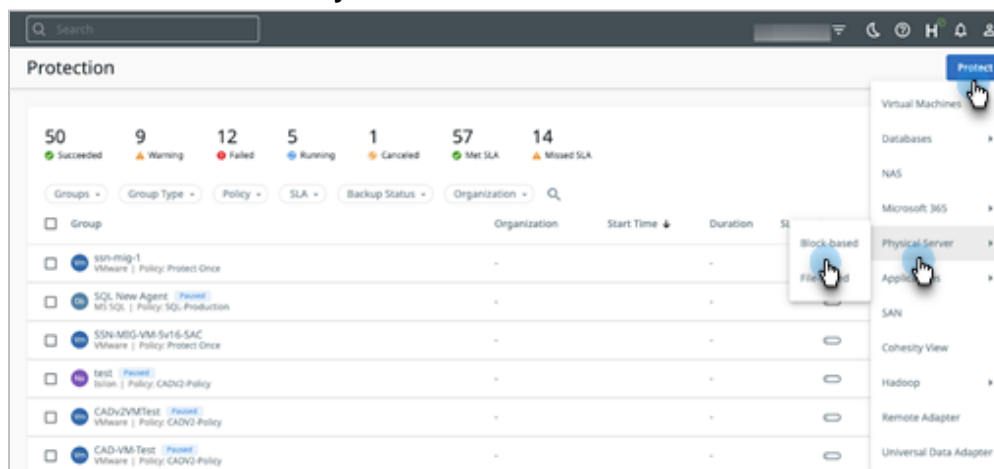 Search
H
Protection
Protect
50 9 12 5 1 57 14
Succeeded Warning Failed Running Canceled Met SLA Missed SLA
Groups Group Type Policy SLA Backup Status Organization
Group Organization Start Time Duration
ssn-mig-1
VMware | Policy: Protect Once
- -
SQL New Agent Paused
MS SQL | Policy: SQL-Production
- -
SSN-MIG-VM-Sv16-SAC
VMware | Policy: Protect Once
- -
test Paused
Isilon | Policy: CADV2-Policy
- -
CADv2VMTest Paused
VMware | Policy: CADV2-Policy
- -
CAD-VM-Test Paused
VMware | Policy: CADV2-Policy
- -
Virtual Machines
Databases
NAS
Microsoft 365
Physical Server
Block-based
SAN
Cohesity View
Hadoop
Remote Adapter
Universal Data Adapter